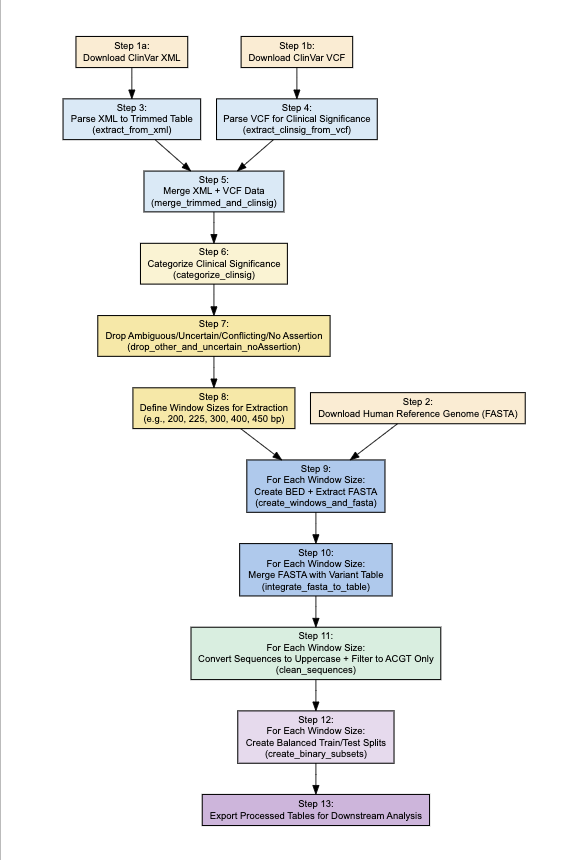 Step 1a:
Download ClinVar XML
Step 1b:
Download ClinVar VCF
Step 3:
Parse XML to Trimmed Table
(extract_from_xml)
Step 4:
Parse VCF for Clinical Significance
(extract_clinsig_from_vcf)
Step 5:
Merge XML + VCF Data
(merge_trimmed_and_clinsig)
Step 6:
Categorize Clinical Significance
(categorize_clinsig)
Step 7:
Drop Ambiguous/Uncertain/Conflicting/No Assertion
(drop_other_and_uncertain_noAssertion)
Step 8:
Define Window Sizes for Extraction
(e.g., 200, 225, 300, 400, 450 bp)
Step 2:
Download Human Reference Genome (FASTA)
Step 9:
For Each Window Size:
Create BED + Extract FASTA
(create_windows_and_fasta)
Step 10:
For Each Window Size:
Merge FASTA with Variant Table
(integrate_fasta_to_table)
Step 11:
For Each Window Size:
Convert Sequences to Uppercase + Filter to ACGT Only
(clean_sequences)
Step 12:
For Each Window Size:
Create Balanced Train/Test Splits
(create_binary_subsets)
Step 13:
Export Processed Tables for Downstream Analysis